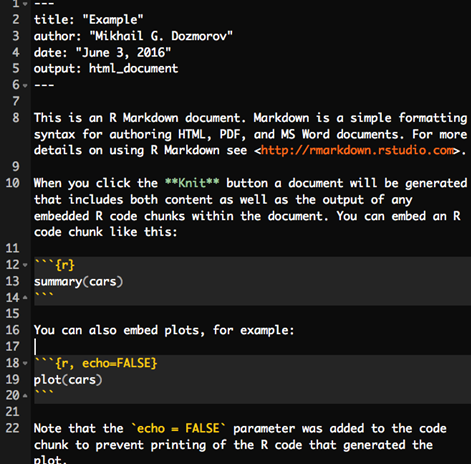 1 ---
2 title: "Example"
3 author: "Mikhail G. Dozmorov"
4 date: "June 3, 2016"
5 output: html_document
6 ---
7
8 This is an R Markdown document. Markdown is a simple formatting
syntax for authoring HTML, PDF, and MS Word documents. For more
details on using R Markdown see <http://rmarkdown.rstudio.com>.
9
10 When you click the **Knit** button a document will be generated
that includes both content as well as the output of any
embedded R code chunks within the document. You can embed an R
code chunk like this:
11
12 ```{r}
13 summary(cars)
14 ```
15
16 You can also embed plots, for example:
17
18 ```{r, echo=FALSE}
19 plot(cars)
20 ```
21
22 Note that the `echo = FALSE` parameter was added to the code
chunk to prevent printing of the R code that generated the
plot.